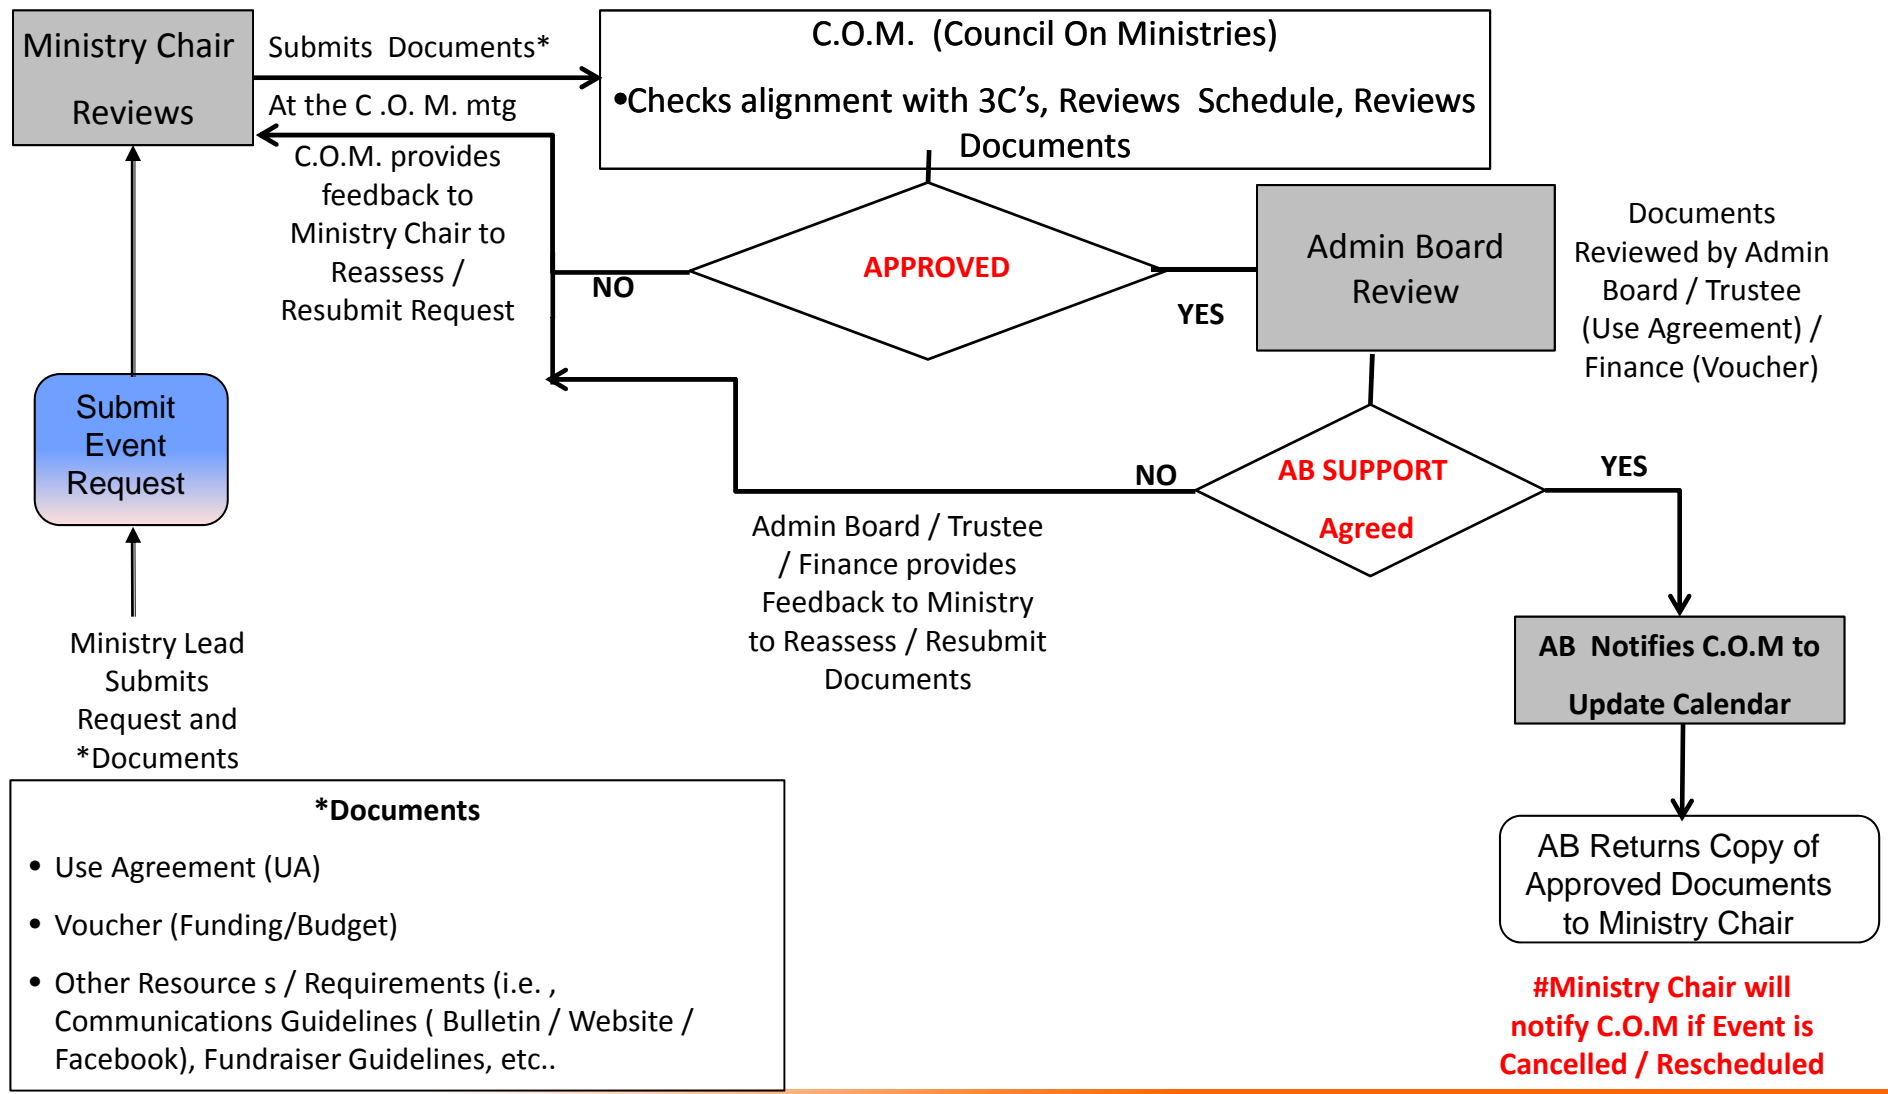 Ministry Chair
Reviews
Submits  Documents*
At the C .O. M. mtg
C.O.M.  (Council On Ministries)
•Checks alignment with 3C’s, Reviews  Schedule, Reviews
Documents
C.O.M. provides
feedback to
Ministry Chair to
Reassess /
Resubmit Request
NO
APPROVED
YES
Admin Board
Review
Documents
Reviewed by Admin
Board / Trustee
(Use Agreement) /
Finance (Voucher)
Submit
Event
Request
NO
AB SUPPORT
Agreed
YES
Admin Board / Trustee
/ Finance provides
Feedback to Ministry
to Reassess / Resubmit
Documents
Ministry Lead
Submits
Request and
*Documents
AB  Notifies C.O.M to
Update Calendar
*Documents
• Use Agreement (UA)
• Voucher (Funding/Budget)
• Other Resource s / Requirements (i.e. ,
Communications Guidelines ( Bulletin / Website /
Facebook), Fundraiser Guidelines, etc..
AB Returns Copy of
Approved Documents
to Ministry Chair
#Ministry Chair will
notify C.O.M if Event is
Cancelled / Rescheduled